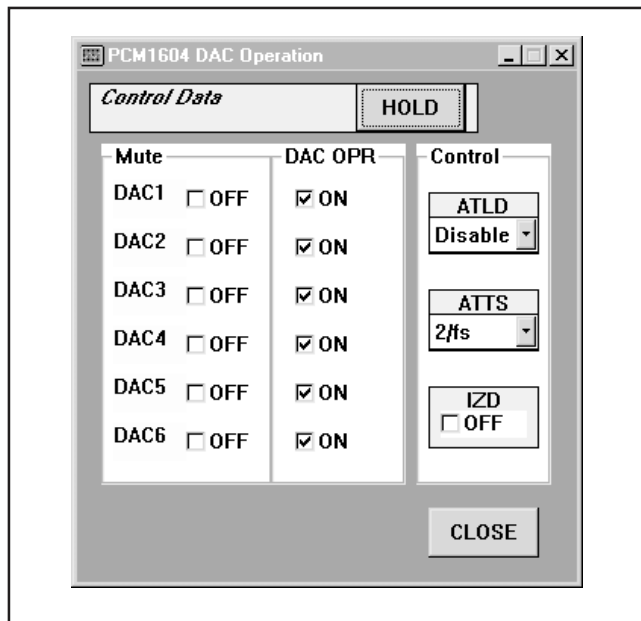 PCM1604 DAC Operation
Control Data
HOLD
Mute DAC OPR Control
DAC1 OFF ON
DAC2 OFF ON
DAC3 OFF ON
DAC4 OFF ON
DAC5 OFF ON
DAC6 OFF ON
ATLD
Disable
ATTS
2/fs
IZD
OFF
CLOSE